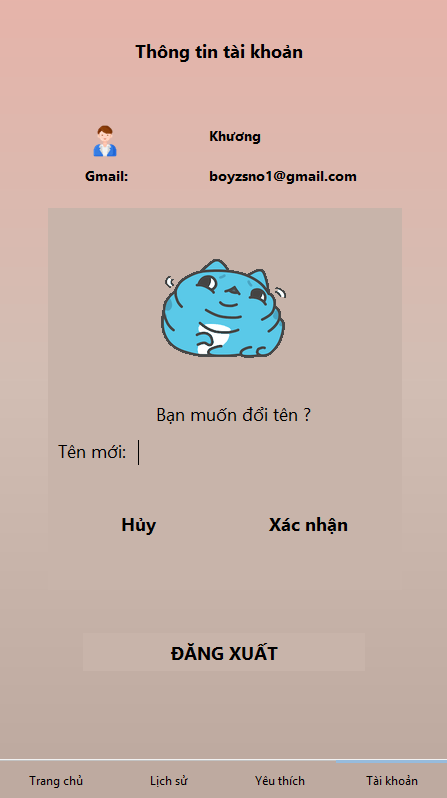 Thông tin tài khoản
Khương
Gmail: boyzsno1@gmail.com
Bạn muốn đổi tên ?
Tên mới:
Hủy Xác nhận
ĐĂNG XUẤT
Trang chủ Lịch sử Yêu thích Tài khoản